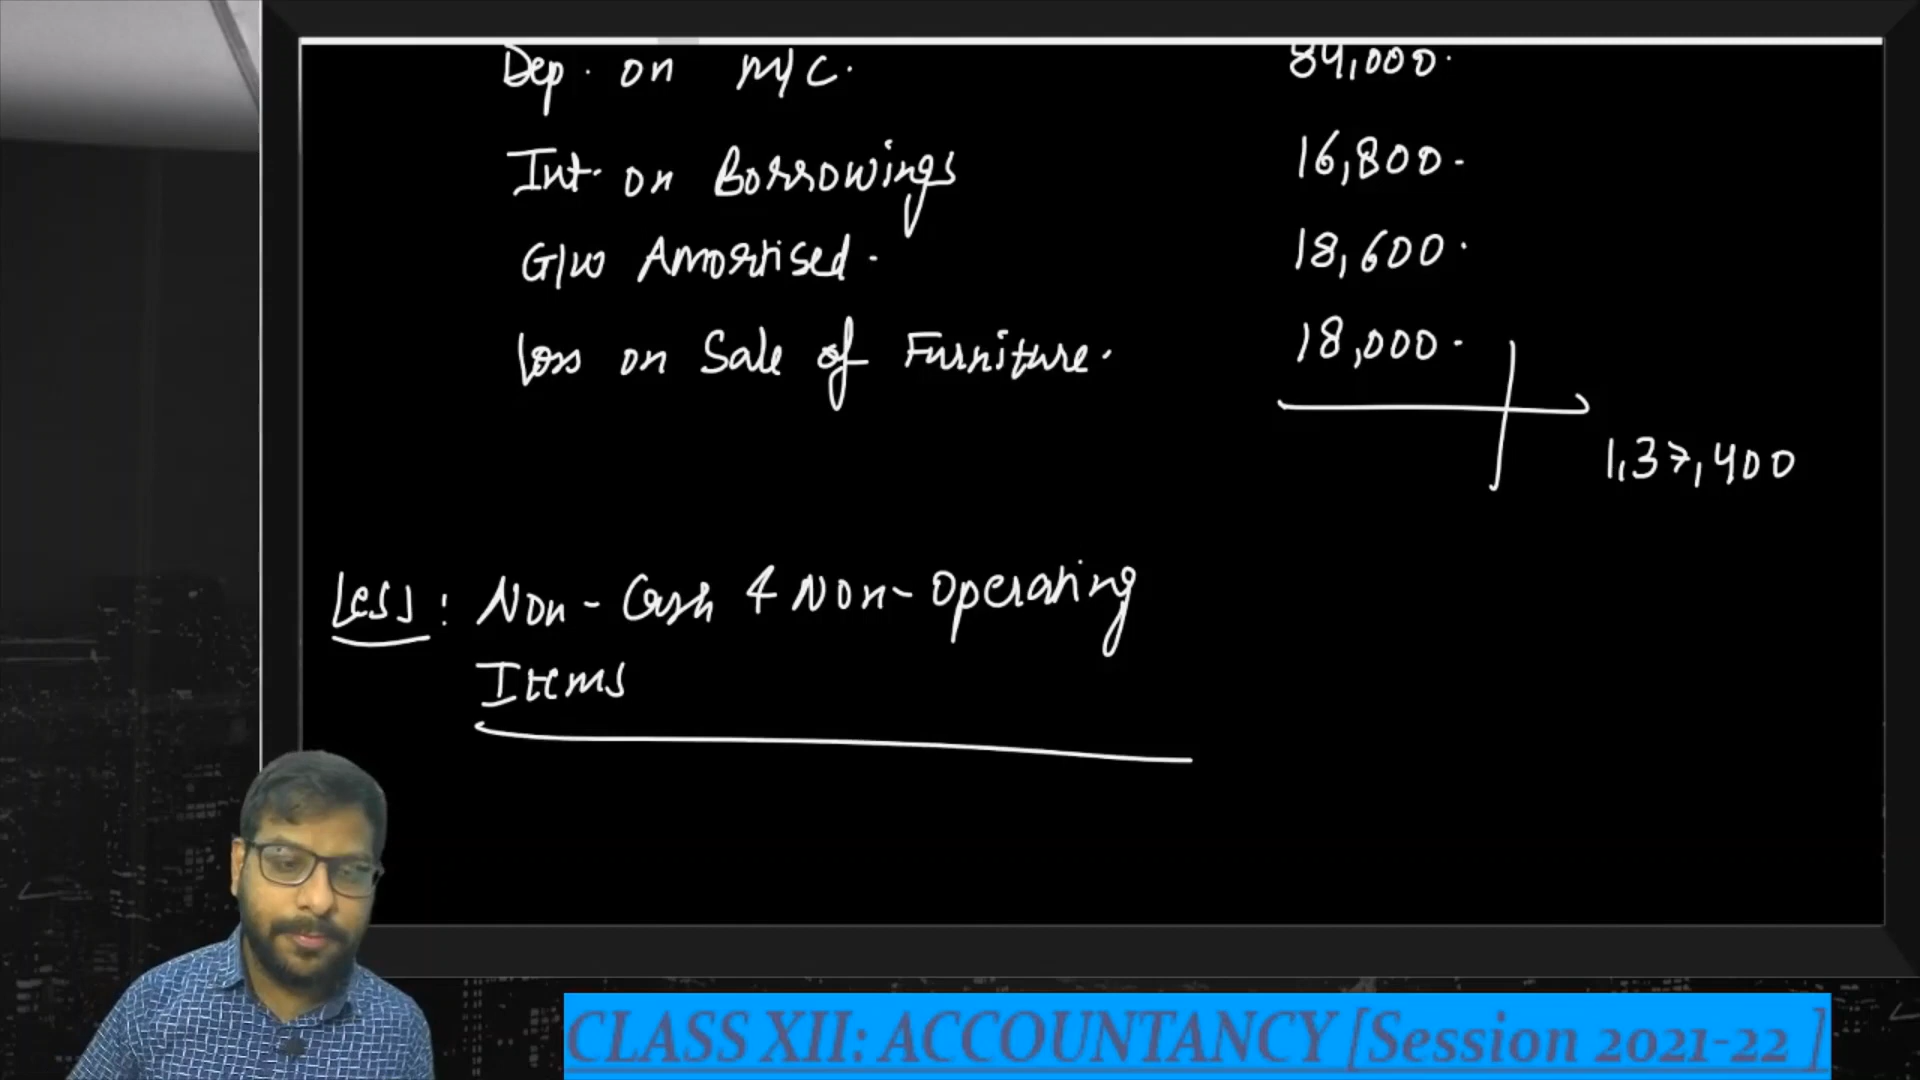 Dep. on M/C. 84,000.
Int. on Borrowings 16,800.
G/W Amortised. 18,600.
Loss on Sale of Furniture. 18,000.
1,37,400
Less: Non-Cash & Non-Operating
Items
CLASS XII: ACCOUNTANCY [Session 2021-22 ]